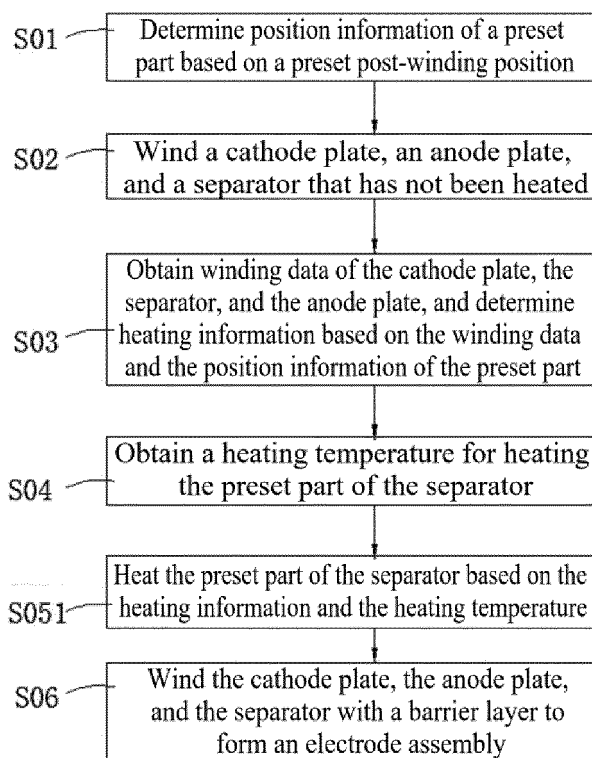 S01
Determine position information of a preset
part based on a preset post-winding position
S02
Wind a cathode plate, an anode plate,
and a separator that has not been heated
Obtain winding data of the cathode plate, the
separator, and the anode plate, and determine
heating information based on the winding data
and the position information of the preset part
S03
Obtain a heating temperature for heating
the preset part of the separator
S04
Heat the preset part of the separator based on the
heating information and the heating temperature
S051
Wind the cathode plate, the anode plate,
and the separator with a barrier layer to
form an electrode assembly
S06